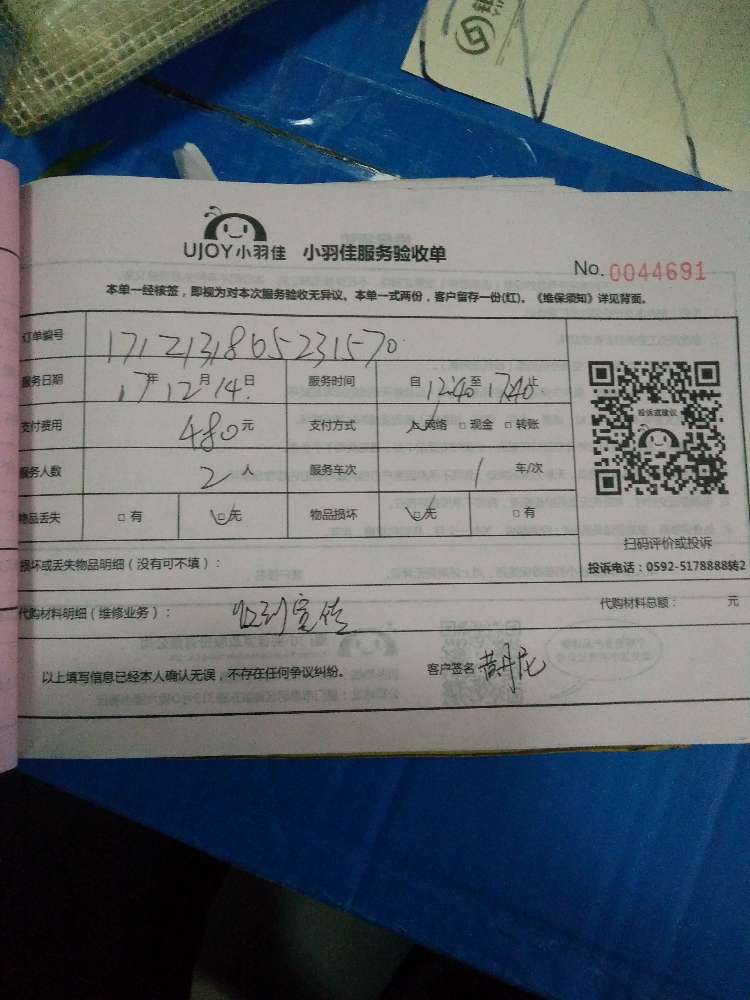 UJOY小羽佳 小羽佳服务验收单
No. 0044691
本单一经核签，即视为对本次服务验收无异议。本单一式两份，客户留存一份(红)。《维保须知》详见背面。
订单编号 1712131865231570
服务日期 17年12月14日 服务时间 自12:40至17:40止
支付费用 480元 支付方式 ☑网络 □现金 □转账
服务人数 2人 服务车次 1 车/次
物品丢失 □有 ☑无 物品损坏 ☑无 □有
投诉或建议
扫码评价或投诉
损坏或丢失物品明细（没有可不填）：
投诉电话：0592-5178888转2
代购材料明细（维修业务）： 收到宣传
代购材料总额： 元
以上填写信息已经本人确认无误，不存在任何争议纠纷。 客户签名